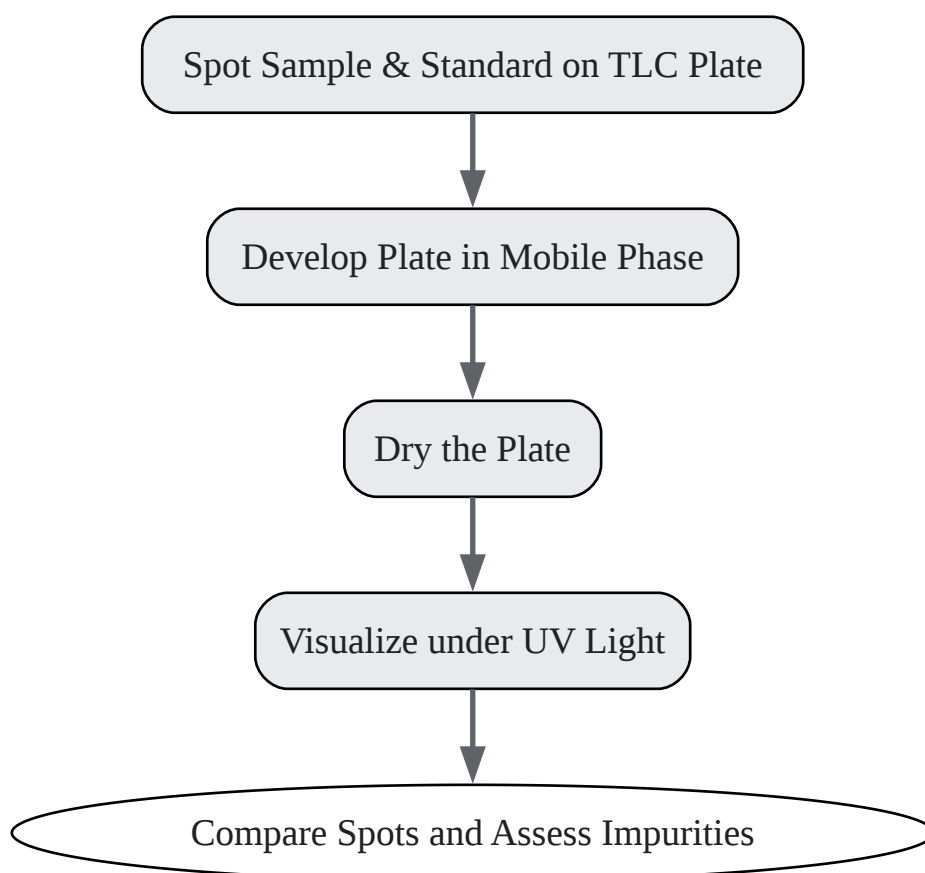 Spot Sample & Standard on TLC Plate
Develop Plate in Mobile Phase
Dry the Plate
Visualize under UV Light
Compare Spots and Assess Impurities